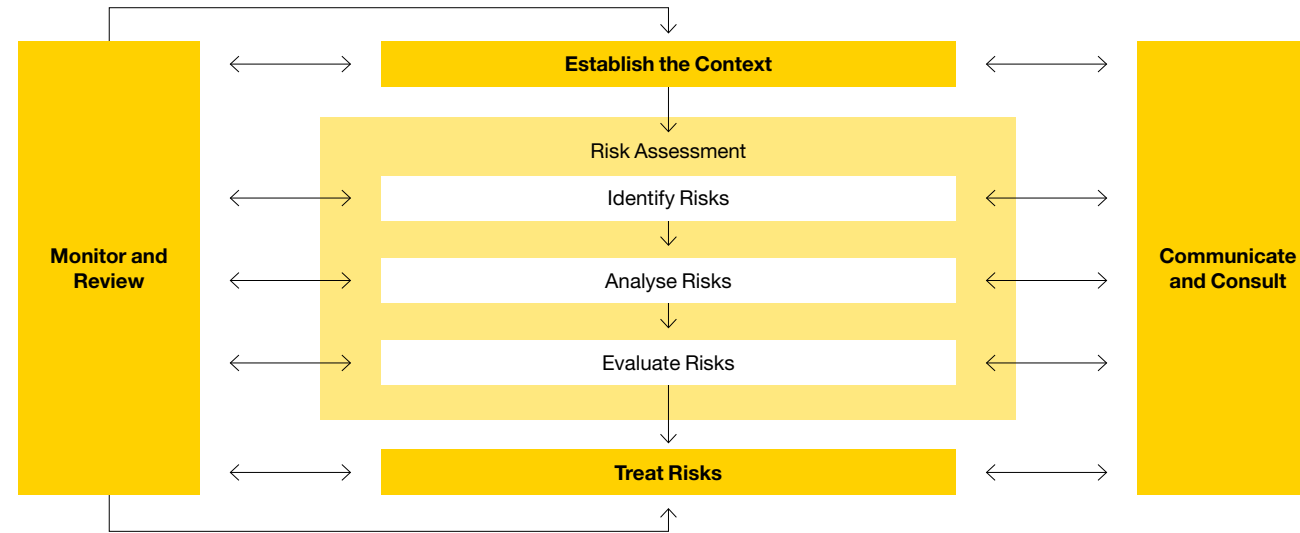 Establish the Context
Risk Assessment
Identify Risks
Monitor and
Review
Analyse Risks
Communicate
and Consult
Evaluate Risks
Treat Risks